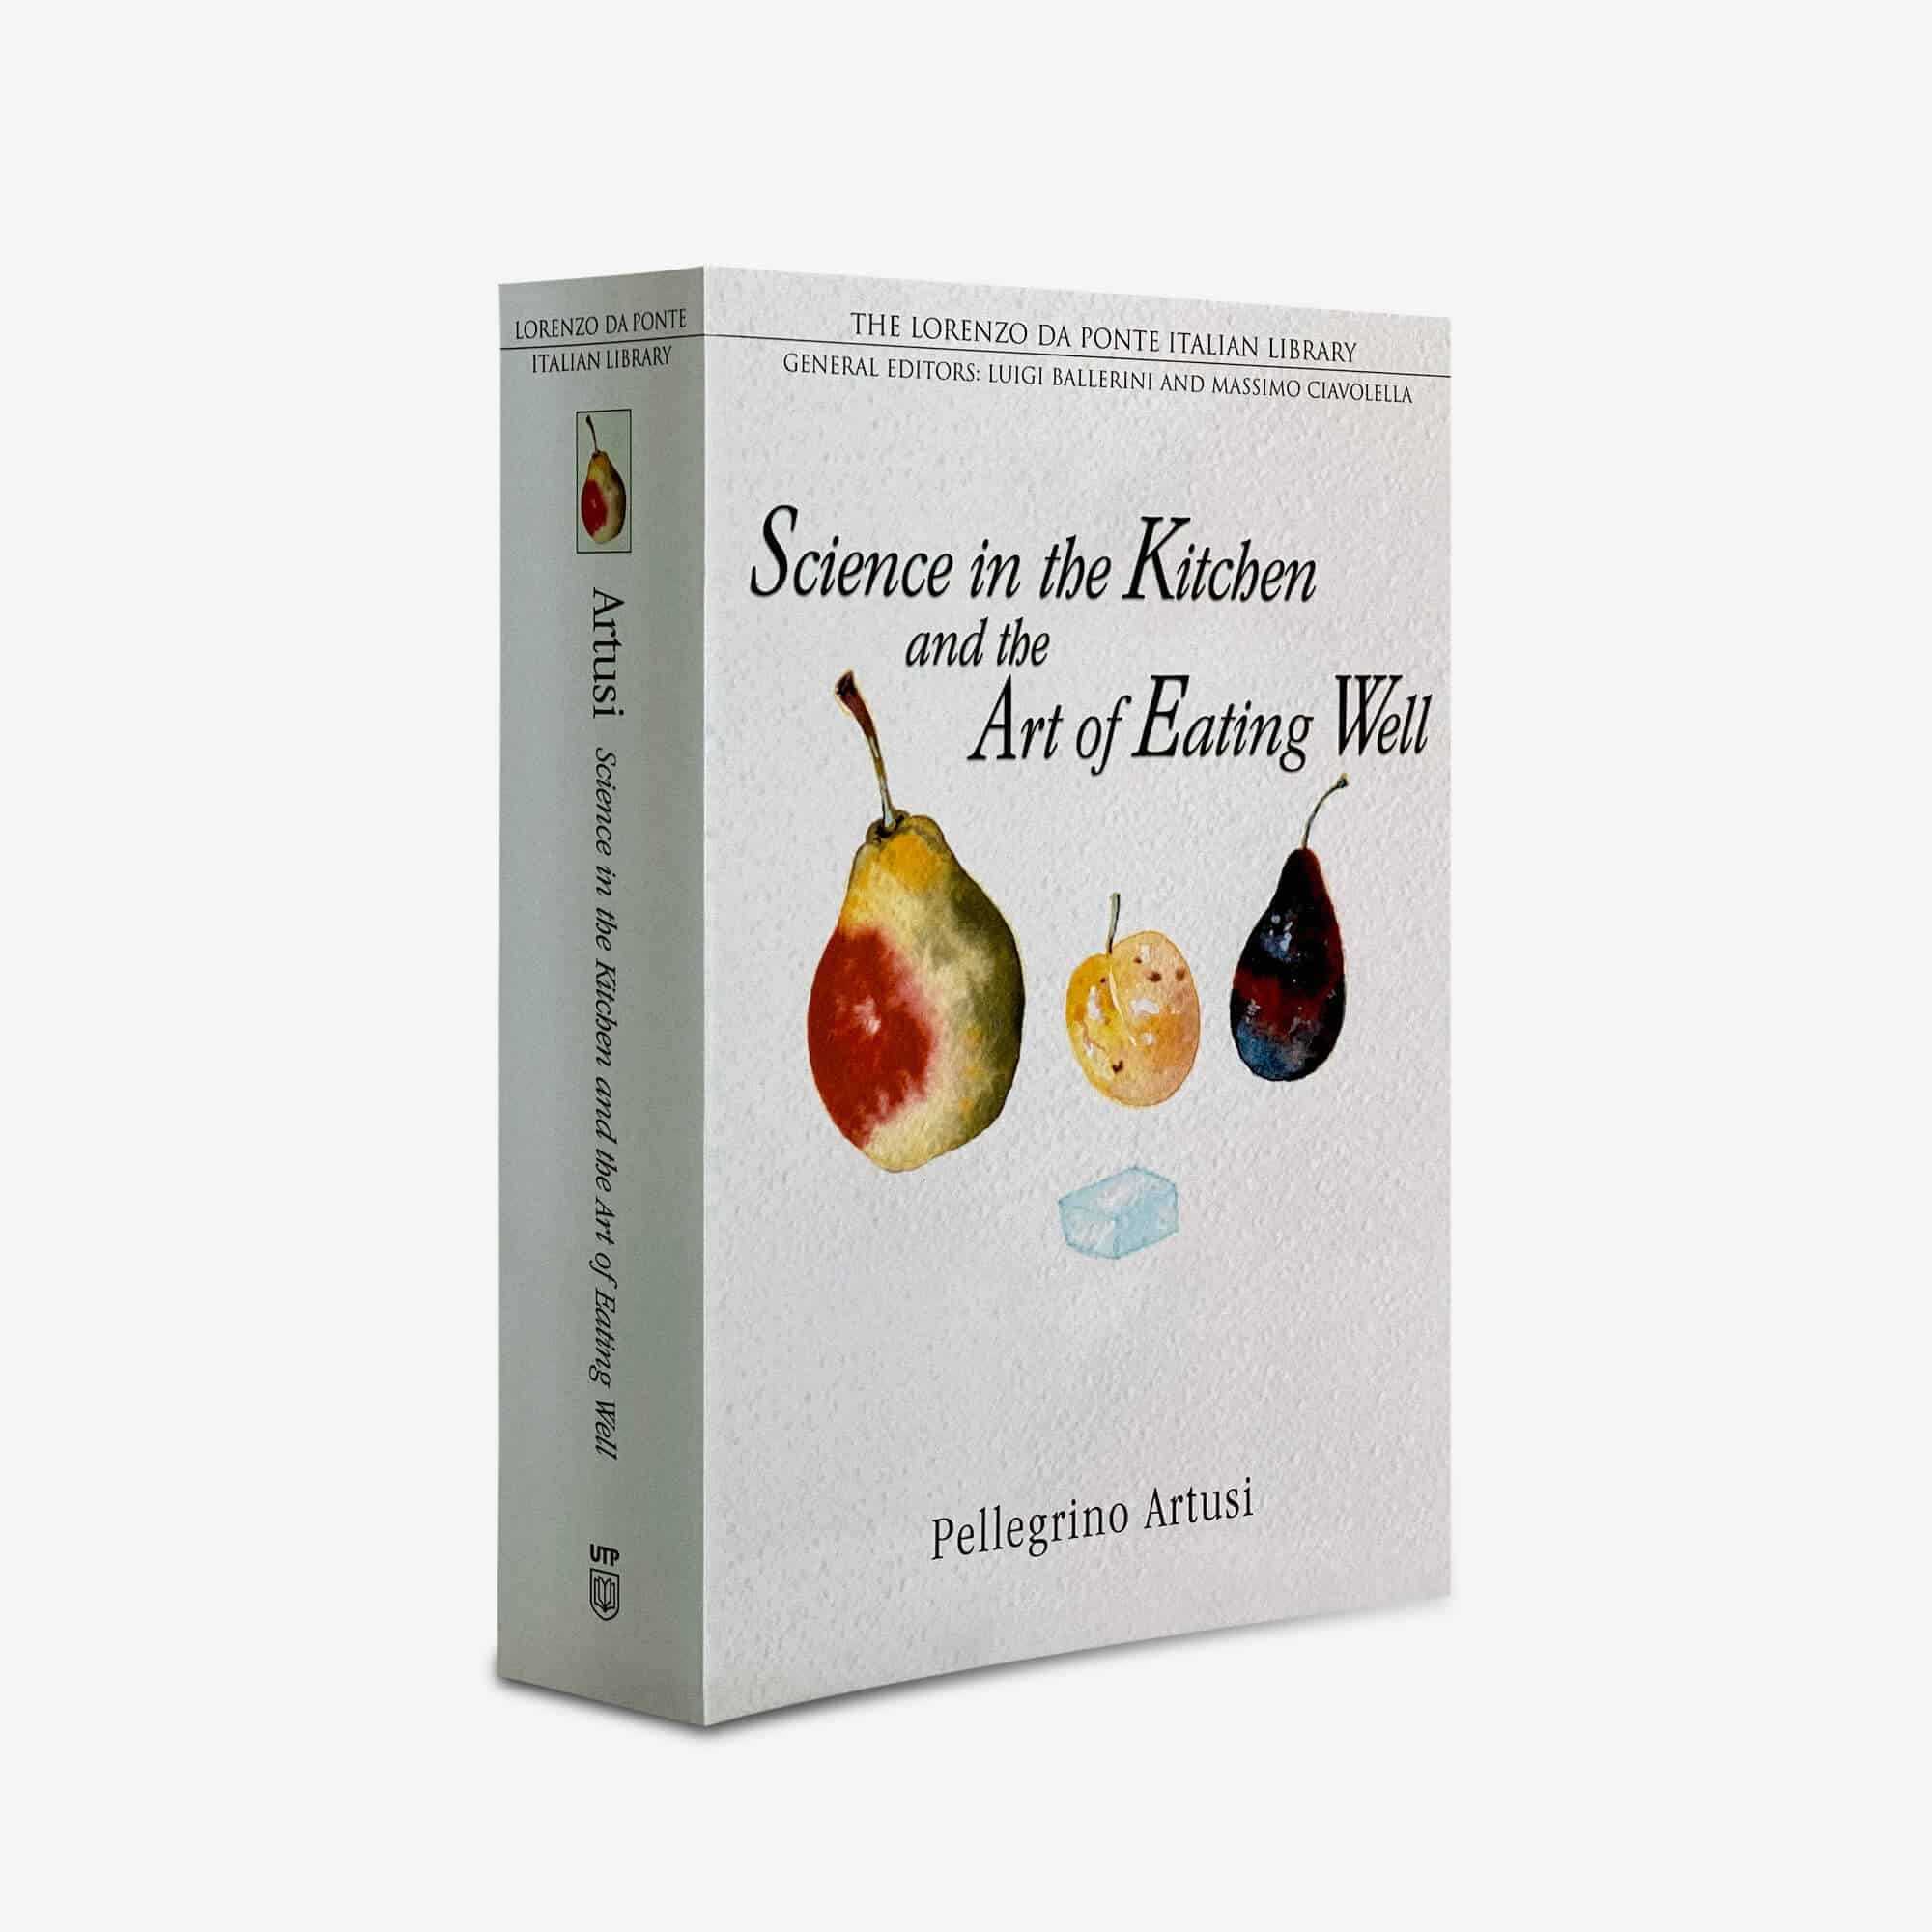 LORENZO DA PONTE
ITALIAN LIBRARY
Artusi Science in the Kitchen and the Art of Eating Well
UTP
THE LORENZO DA PONTE ITALIAN LIBRARY
GENERAL EDITORS: LUIGI BALLERINI AND MASSIMO CIAVOLELLA
Science in the Kitchen
and the
Art of Eating Well
Pellegrino Artusi